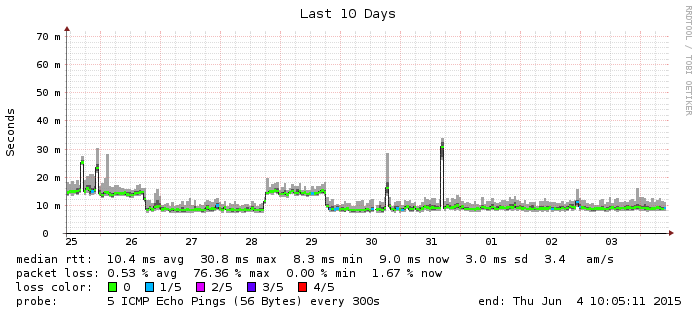 Last 10 Days
RRDTOOL / TOBI OETIKER
Seconds
70 m
60 m
50 m
40 m
30 m
20 m
10 m
0
25 26 27 28 29 30 31 01 02 03
median rtt: 10.4 ms avg 30.8 ms max 8.3 ms min 9.0 ms now 3.0 ms sd 3.4 am/s
packet loss: 0.53 % avg 76.36 % max 0.00 % min 1.67 % now
loss color: 0 1/5 2/5 3/5 4/5
probe: 5 ICMP Echo Pings (56 Bytes) every 300s end: Thu Jun 4 10:05:11 2015